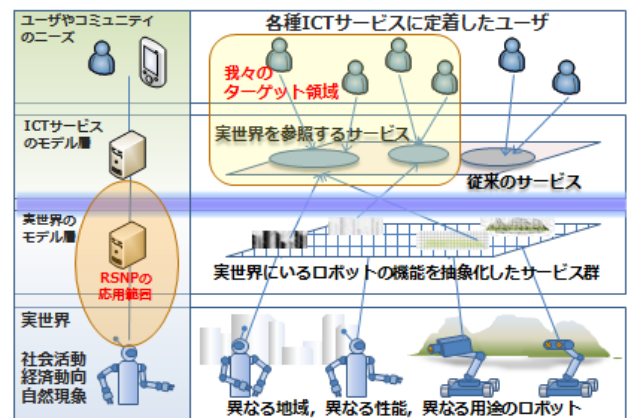 ユーザやコミュニティ
のニーズ
各種ICTサービスに定着したユーザ
我々の
ターゲット領域
ICTサービス
のモデル層
実世界を参照するサービス
従来のサービス
実世界の
モデル層
RSNPの
応用範囲
実世界にいるロボットの機能を抽象化したサービス群
実世界
社会活動
経済動向
自然現象
異なる地域，異なる性能，異なる用途のロボット